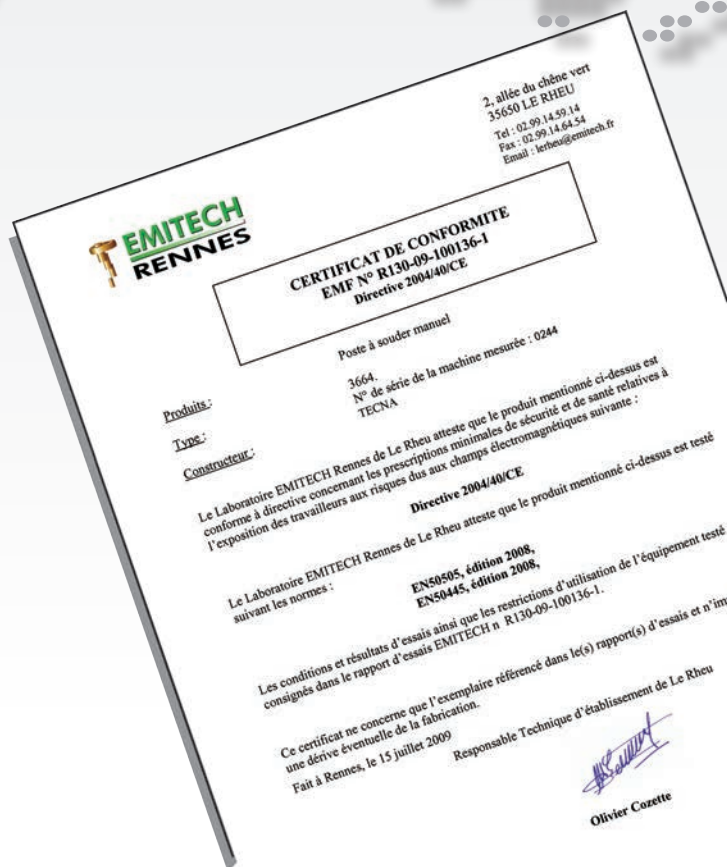 2, allée du chêne vert
35650 LE RHEU
Tel : 02.99.14.59.14
Fax : 02.99.14.64.54
Email : lerheu@emitech.fr
EMITECH
RENNES
CERTIFICAT DE CONFORMITE
EMF N° R130-09-100136-1
Directive 2004/40/CE
Poste à souder manuel
Produits :
3664.
N° de série de la machine mesurée : 0244
Type :
TECNA
Constructeur :
Le Laboratoire EMITECH Rennes de Le Rheu atteste que le produit mentionné ci-dessus est
conforme à directive concernant les prescriptions minimales de sécurité et de santé relatives à
l'exposition des travailleurs aux risques dus aux champs électromagnétiques suivante :
Directive 2004/40/CE
Le Laboratoire EMITECH Rennes de Le Rheu atteste que le produit mentionné ci-dessus est testé
suivant les normes :
EN50505, édition 2008,
EN50445, édition 2008,
Les conditions et résultats d'essais ainsi que les restrictions d'utilisation de l'équipement testé
consignés dans le rapport d'essais EMITECH n R130-09-100136-1.
Ce certificat ne concerne que l'exemplaire référencé dans le(s) rapport(s) d'essais et
une dérive éventuelle de la fabrication.
Fait à Rennes, le 15 juillet 2009
Responsable Technique d'établissement de Le Rheu
Olivier Cozette